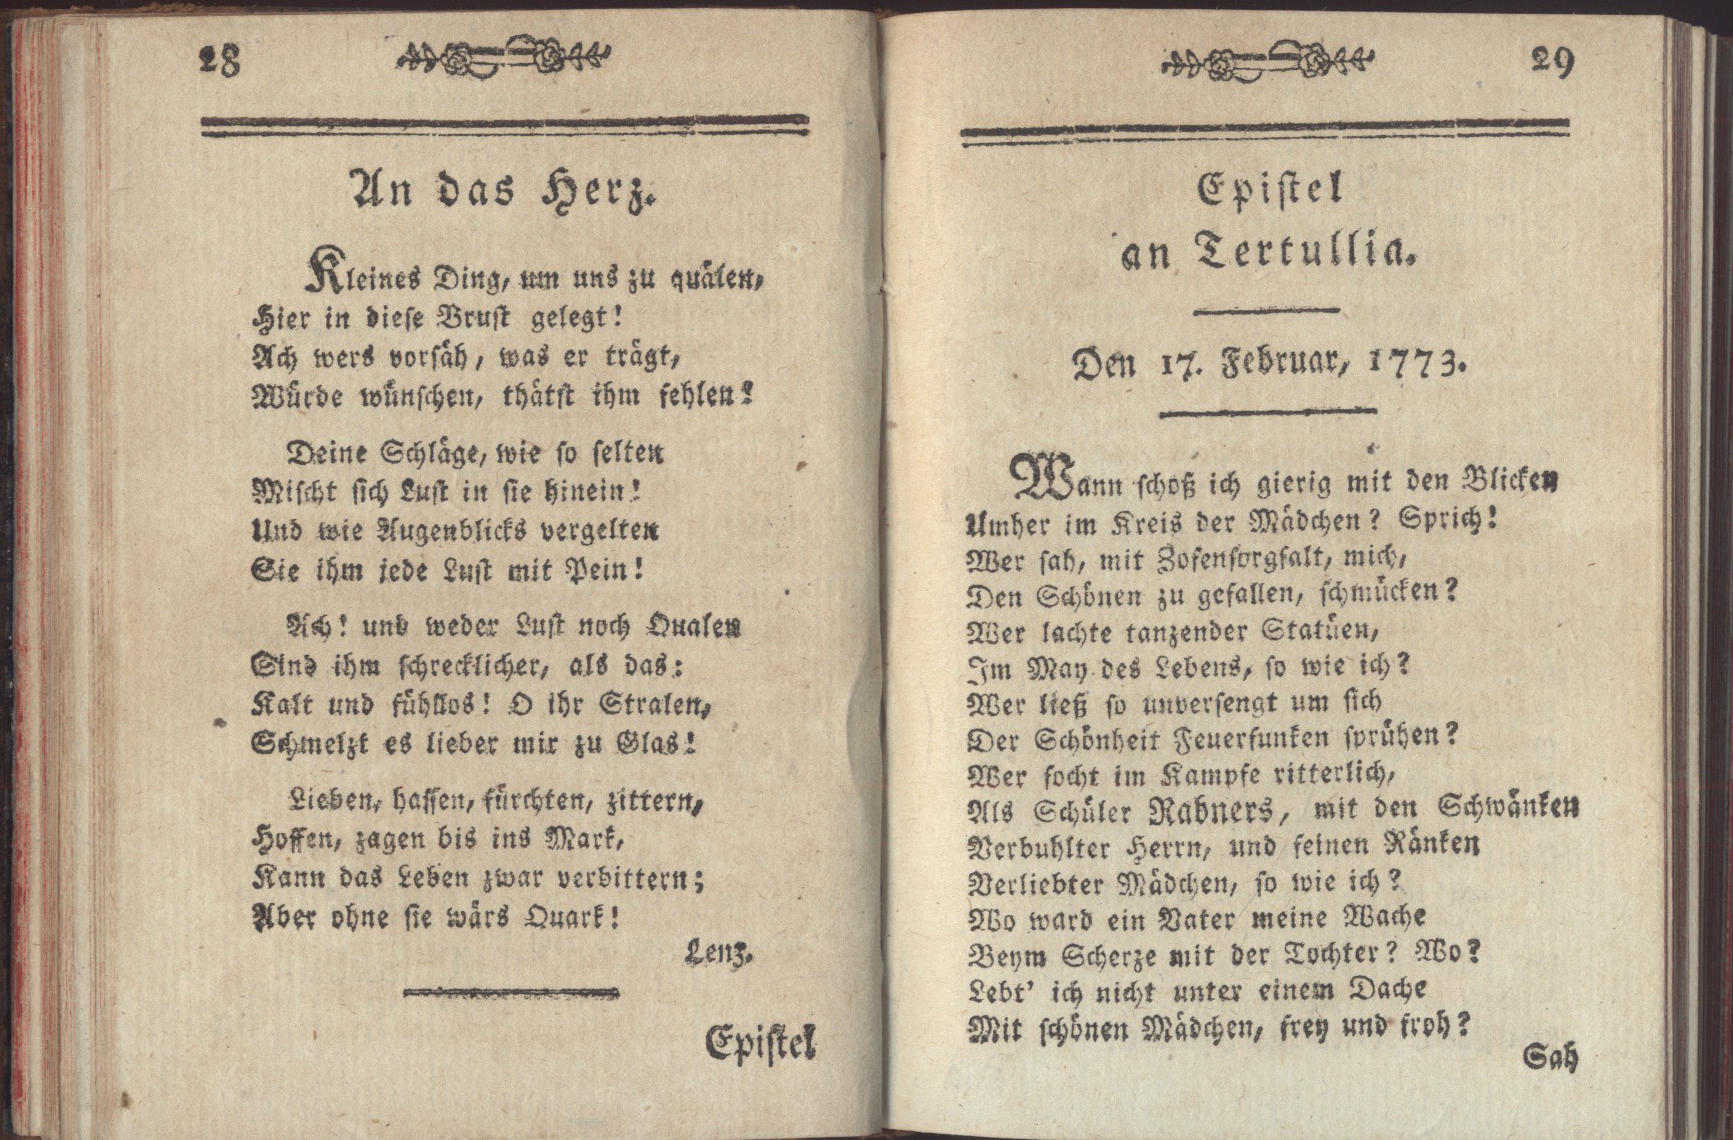 28
An das Herz.
Kleines Ding, um uns zu quälen,
Hier in dieſe Bruſt gelegt!
Ach wers vorſäh, was er trägt,
Würde wünſchen, thätſt ihm fehlen!
Deine Schläge, wie ſo ſelten
Miſcht ſich Luſt in ſie hinein!
Und wie Augenblicks vergelten
Sie ihm jede Luſt mit Pein!
Ach! und weder Luſt noch Qualen
Sind ihm ſchrecklicher, als das:
Kalt und fühllos! O ihr Stralen,
Schmelzt es lieber mir zu Glas!
Lieben, haſſen, fürchten, zittern,
Hoffen, zagen bis ins Mark,
Kann das Leben zwar verbittern;
Aber ohne ſie wärs Quark!
Lenz.
Epiſtel
29
Epiſtel
an Tertullia.
Den 17. Februar, 1773.
Wann ſchoß ich gierig mit den Blicken
Umher im Kreis der Mädchen? Sprich!
Wer ſah, mit Zofenſorgfalt, mich,
Den Schönen zu gefallen, ſchmücken?
Wer lachte tanzender Statüen,
Im May des Lebens, ſo wie ich?
Wer ließ ſo unverſengt um ſich
Der Schönheit Feuerfunken ſprühen?
Wer focht im Kampfe ritterlich,
Als Schüler Rabners, mit den Schwänken
Verbuhlter Herrn, und feinen Ränken
Verliebter Mädchen, ſo wie ich?
Wo ward ein Vater meine Wache
Beym Scherze mit der Tochter? Wo?
Lebt' ich nicht unter einem Dache
Mit ſchönen Mädchen, frey und froh?
Sah